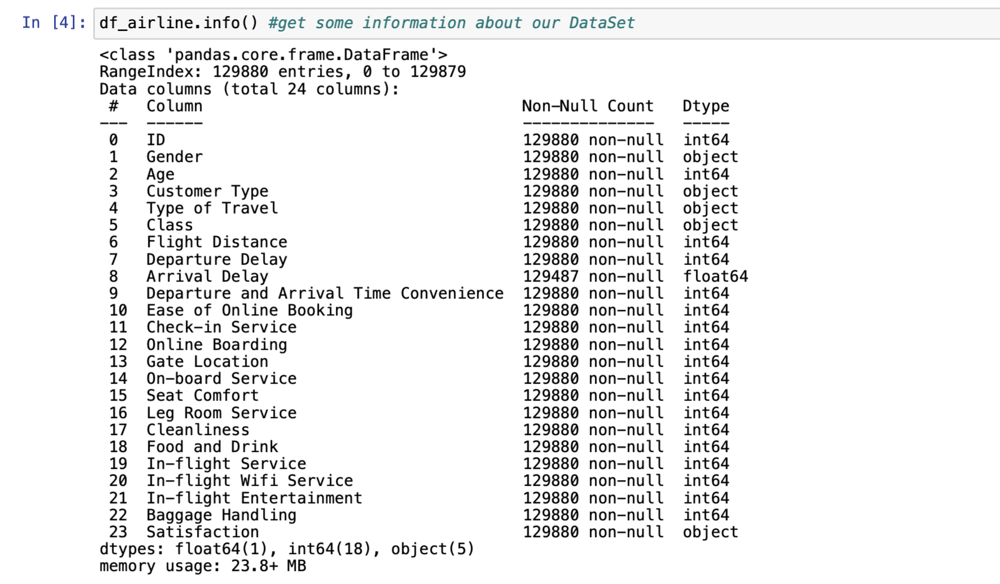 In [4]: df_airline.info() #get some information about our DataSet
<class 'pandas.core.frame.DataFrame'>
RangeIndex: 129880 entries, 0 to 129879
Data columns (total 24 columns):
 #   Column                                  Non-Null Count   Dtype
---  ------                                  --------------   -----
 0   ID                                      129880 non-null  int64
 1   Gender                                  129880 non-null  object
 2   Age                                     129880 non-null  int64
 3   Customer Type                           129880 non-null  object
 4   Type of Travel                          129880 non-null  object
 5   Class                                   129880 non-null  object
 6   Flight Distance                         129880 non-null  int64
 7   Departure Delay                         129880 non-null  int64
 8   Arrival Delay                           129487 non-null  float64
 9   Departure and Arrival Time Convenience  129880 non-null  int64
 10  Ease of Online Booking                  129880 non-null  int64
 11  Check-in Service                        129880 non-null  int64
 12  Online Boarding                         129880 non-null  int64
 13  Gate Location                           129880 non-null  int64
 14  On-board Service                        129880 non-null  int64
 15  Seat Comfort                            129880 non-null  int64
 16  Leg Room Service                        129880 non-null  int64
 17  Cleanliness                             129880 non-null  int64
 18  Food and Drink                          129880 non-null  int64
 19  In-flight Service                       129880 non-null  int64
 20  In-flight Wifi Service                  129880 non-null  int64
 21  In-flight Entertainment                 129880 non-null  int64
 22  Baggage Handling                        129880 non-null  int64
 23  Satisfaction                            129880 non-null  object
dtypes: float64(1), int64(18), object(5)
memory usage: 23.8+ MB